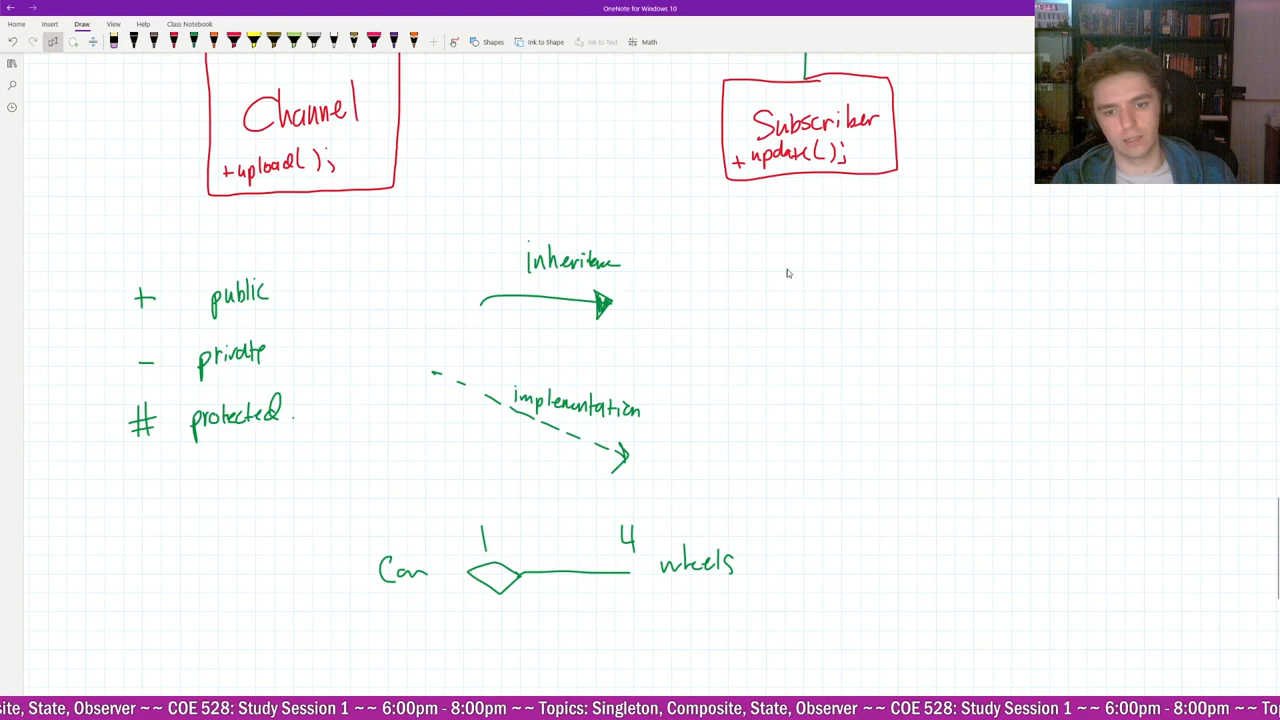 OneNote for Windows 10
Home Insert Draw View Help Class Notebook
Shapes Ink to Shape Ink to Text Math
Channel
+upload();
Subscriber
+update();
+ public
- private
# protected.
inheritance
implementation
1 4
Car wheels
site, State, Observer ~~ COE 528: Study Session 1 ~~ 6:00pm - 8:00pm ~~ Topics: Singleton, Composite, State, Observer ~~ COE 528: Study Session 1 ~~ 6:00pm - 8:00pm ~~ To